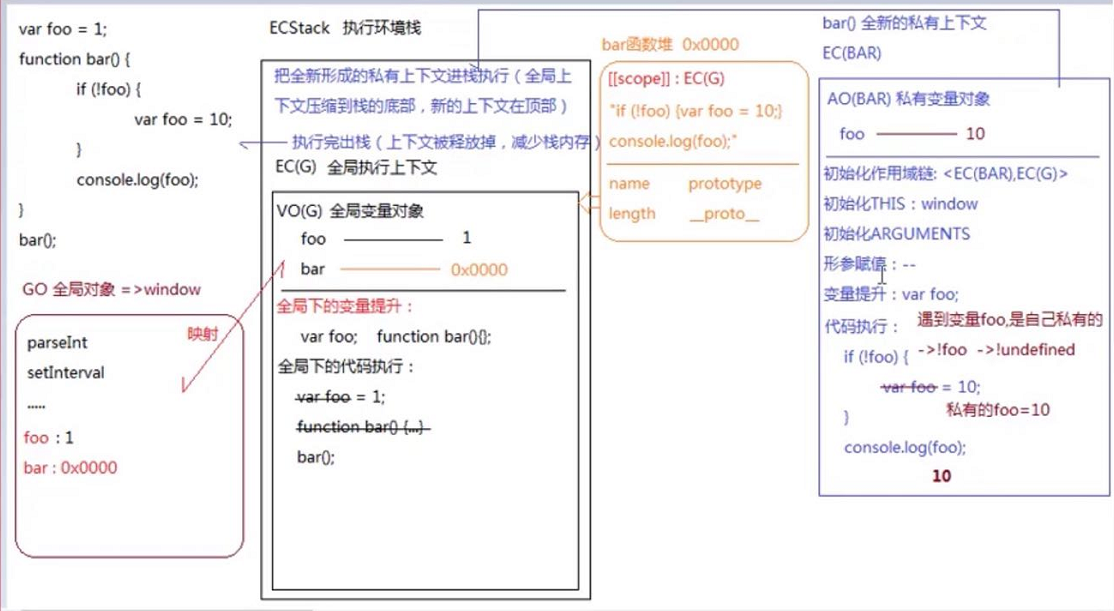 var foo = 1;
function bar() {
if (!foo) {
var foo = 10;
}
console.log(foo);
}
bar();
GO 全局对象 =>window
parseInt
setInterval
.....
foo : 1
bar : 0x0000
映射
ECStack 执行环境栈
把全新形成的私有上下文进栈执行（全局上
下文压缩到栈的底部，新的上下文在顶部）
执行完出栈（上下文被释放掉，减少栈内存）
EC(G) 全局执行上下文
VO(G) 全局变量对象
foo 1
bar 0x0000
全局下的变量提升：
var foo; function bar(){};
全局下的代码执行：
var foo = 1;
function bar() {...}
bar();
bar函数堆 0x0000
[[scope]] : EC(G)
"if (!foo) {var foo = 10;}
console.log(foo);"
name prototype
length __proto__
bar() 全新的私有上下文
EC(BAR)
AO(BAR) 私有变量对象
foo 10
初始化作用域链: <EC(BAR),EC(G)>
初始化THIS：window
初始化ARGUMENTS
形参赋值：--
变量提升：var foo;
代码执行： 遇到变量foo,是自己私有的
if (!foo) { ->!foo ->!undefined
var foo = 10;
} 私有的foo=10
console.log(foo);
10